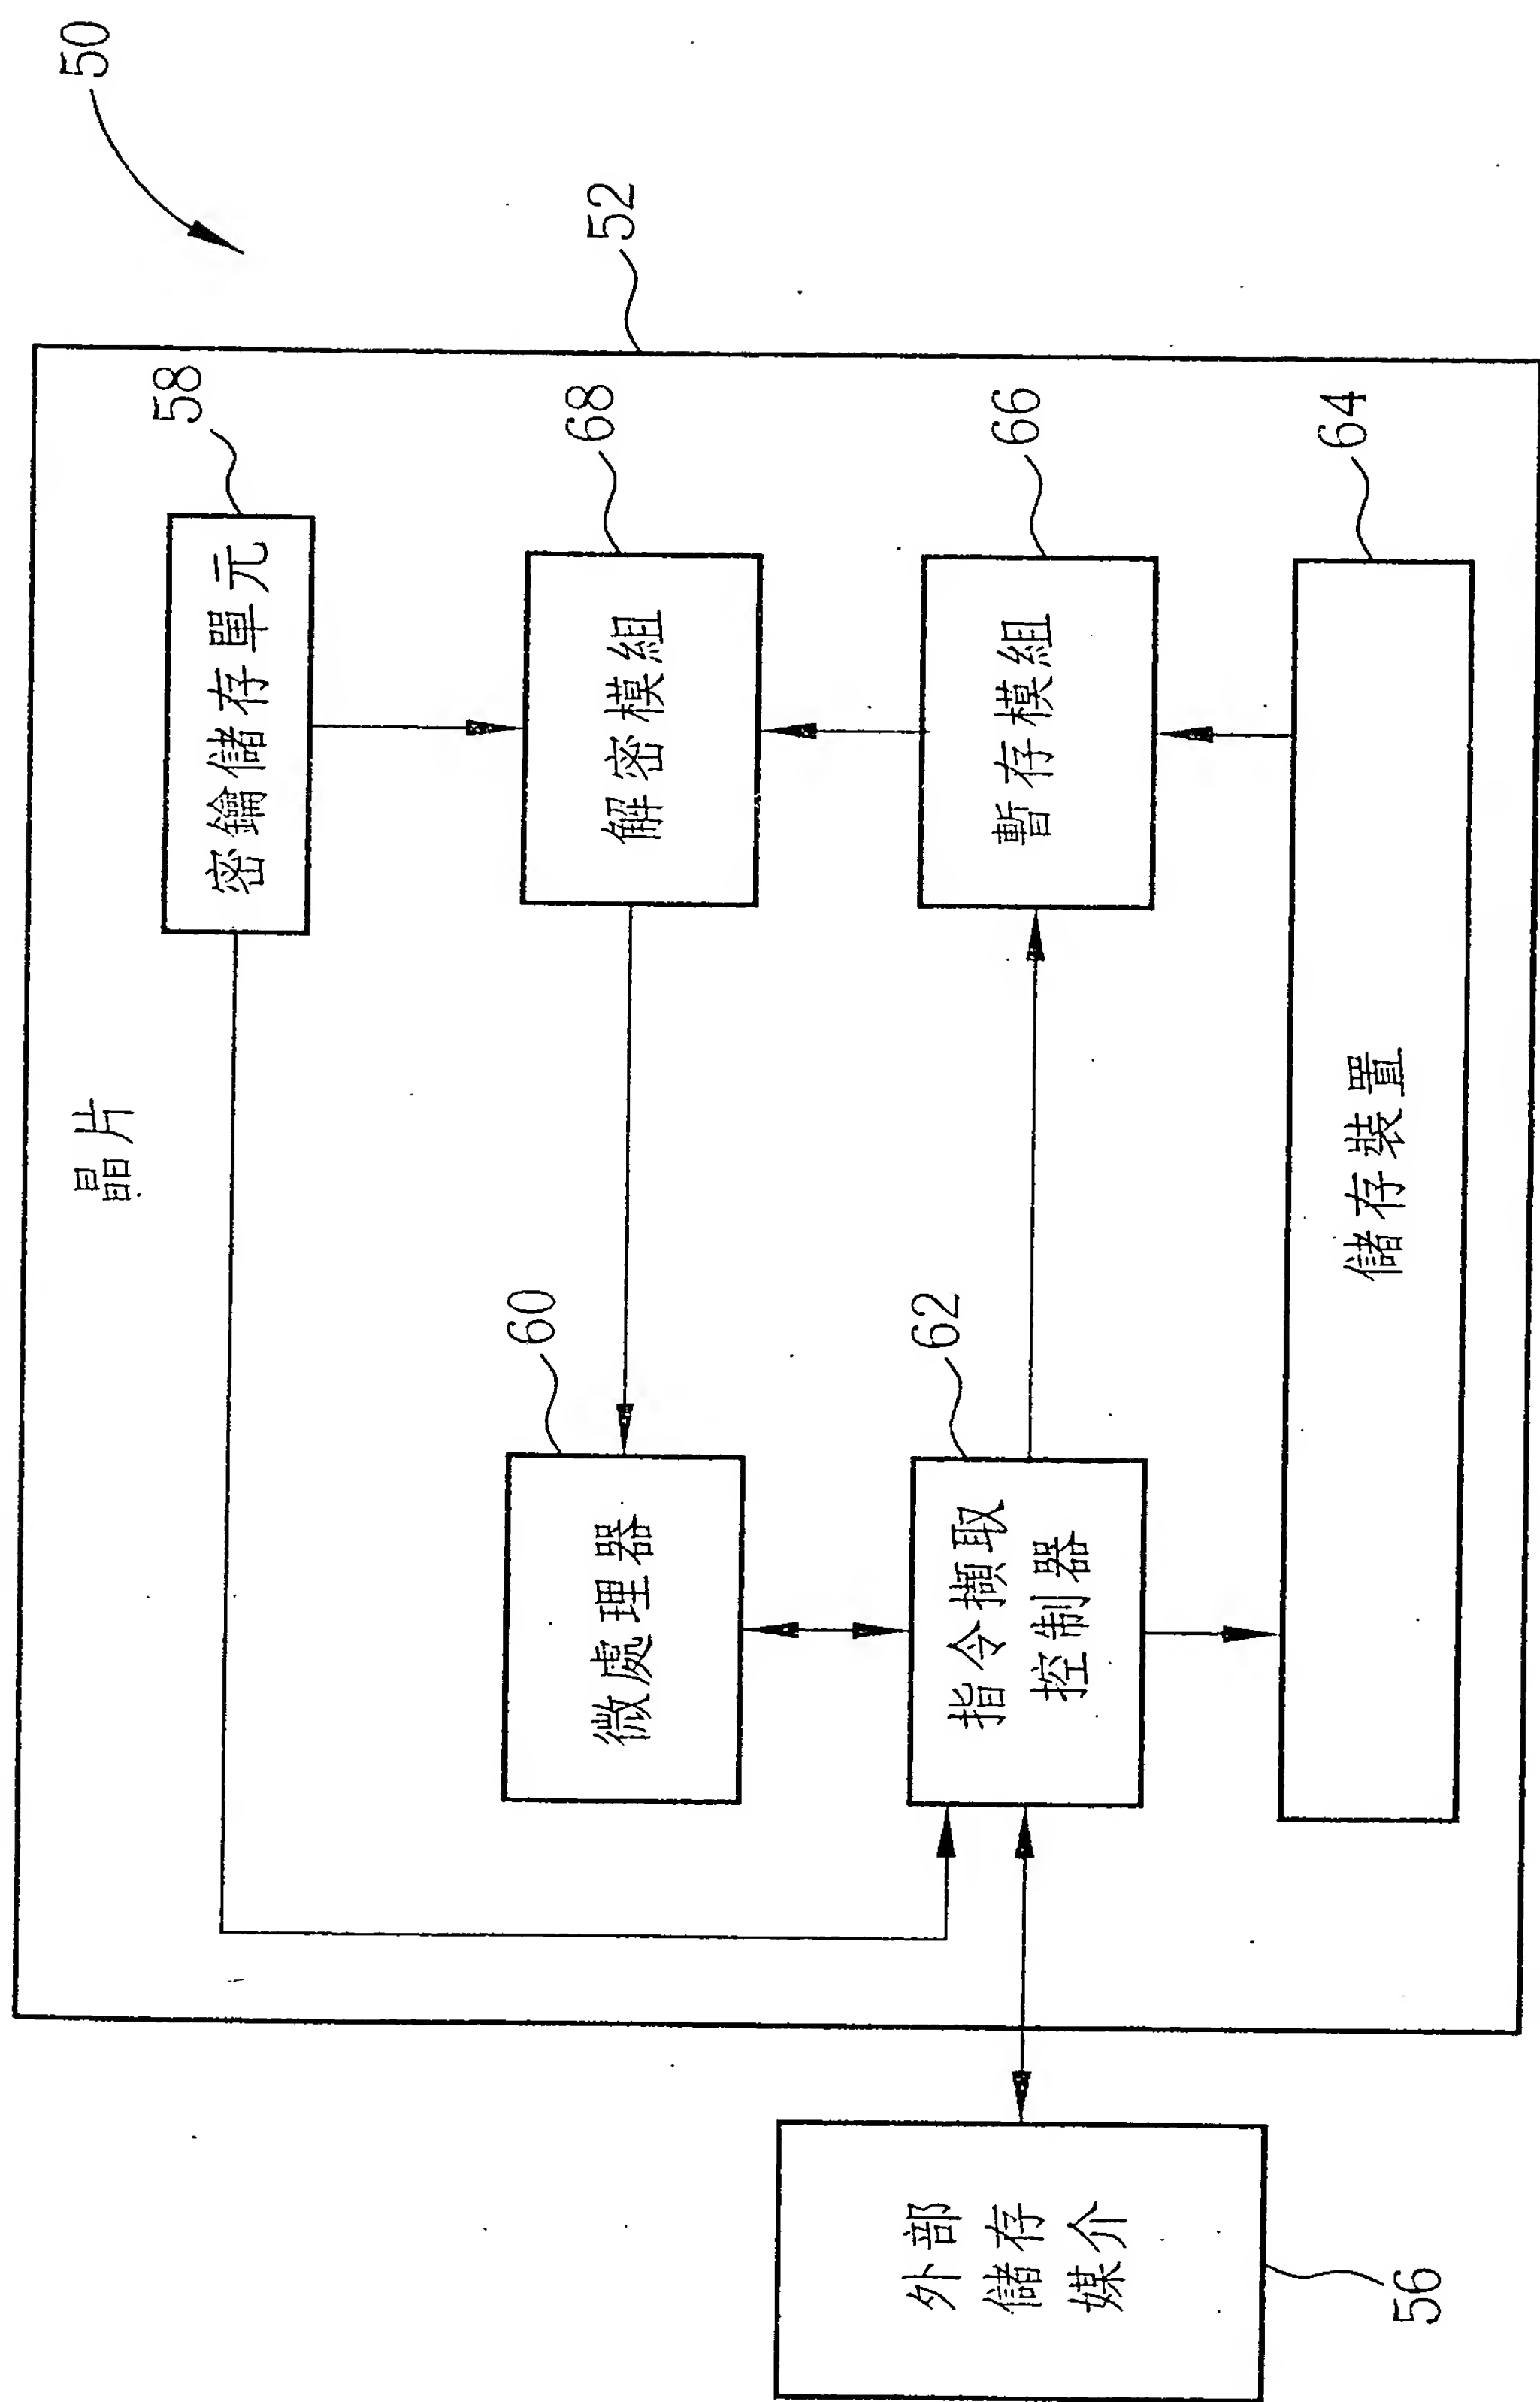 50
52
晶片
58
密鑰儲存單元
60
微處理器
68
解密模組
62
指令擷取
控制器
66
暫存模組
64
儲存裝置
外部
儲存
媒介
56